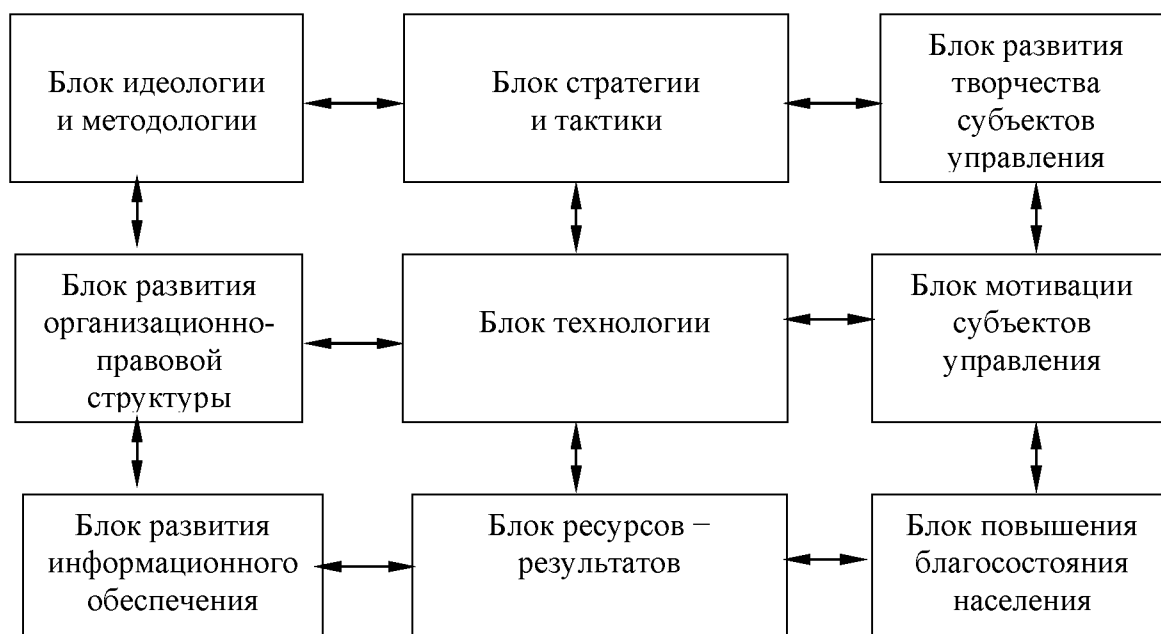 Блок идеологии
и методологии
Блок стратегии
и тактики
Блок развития
творчества
субъектов
управления
Блок развития
организационно-
правовой
структуры
Блок технологии
Блок мотивации
субъектов
управления
Блок развития
информационного
обеспечения
Блок ресурсов −
результатов
Блок повышения
благосостояния
населения